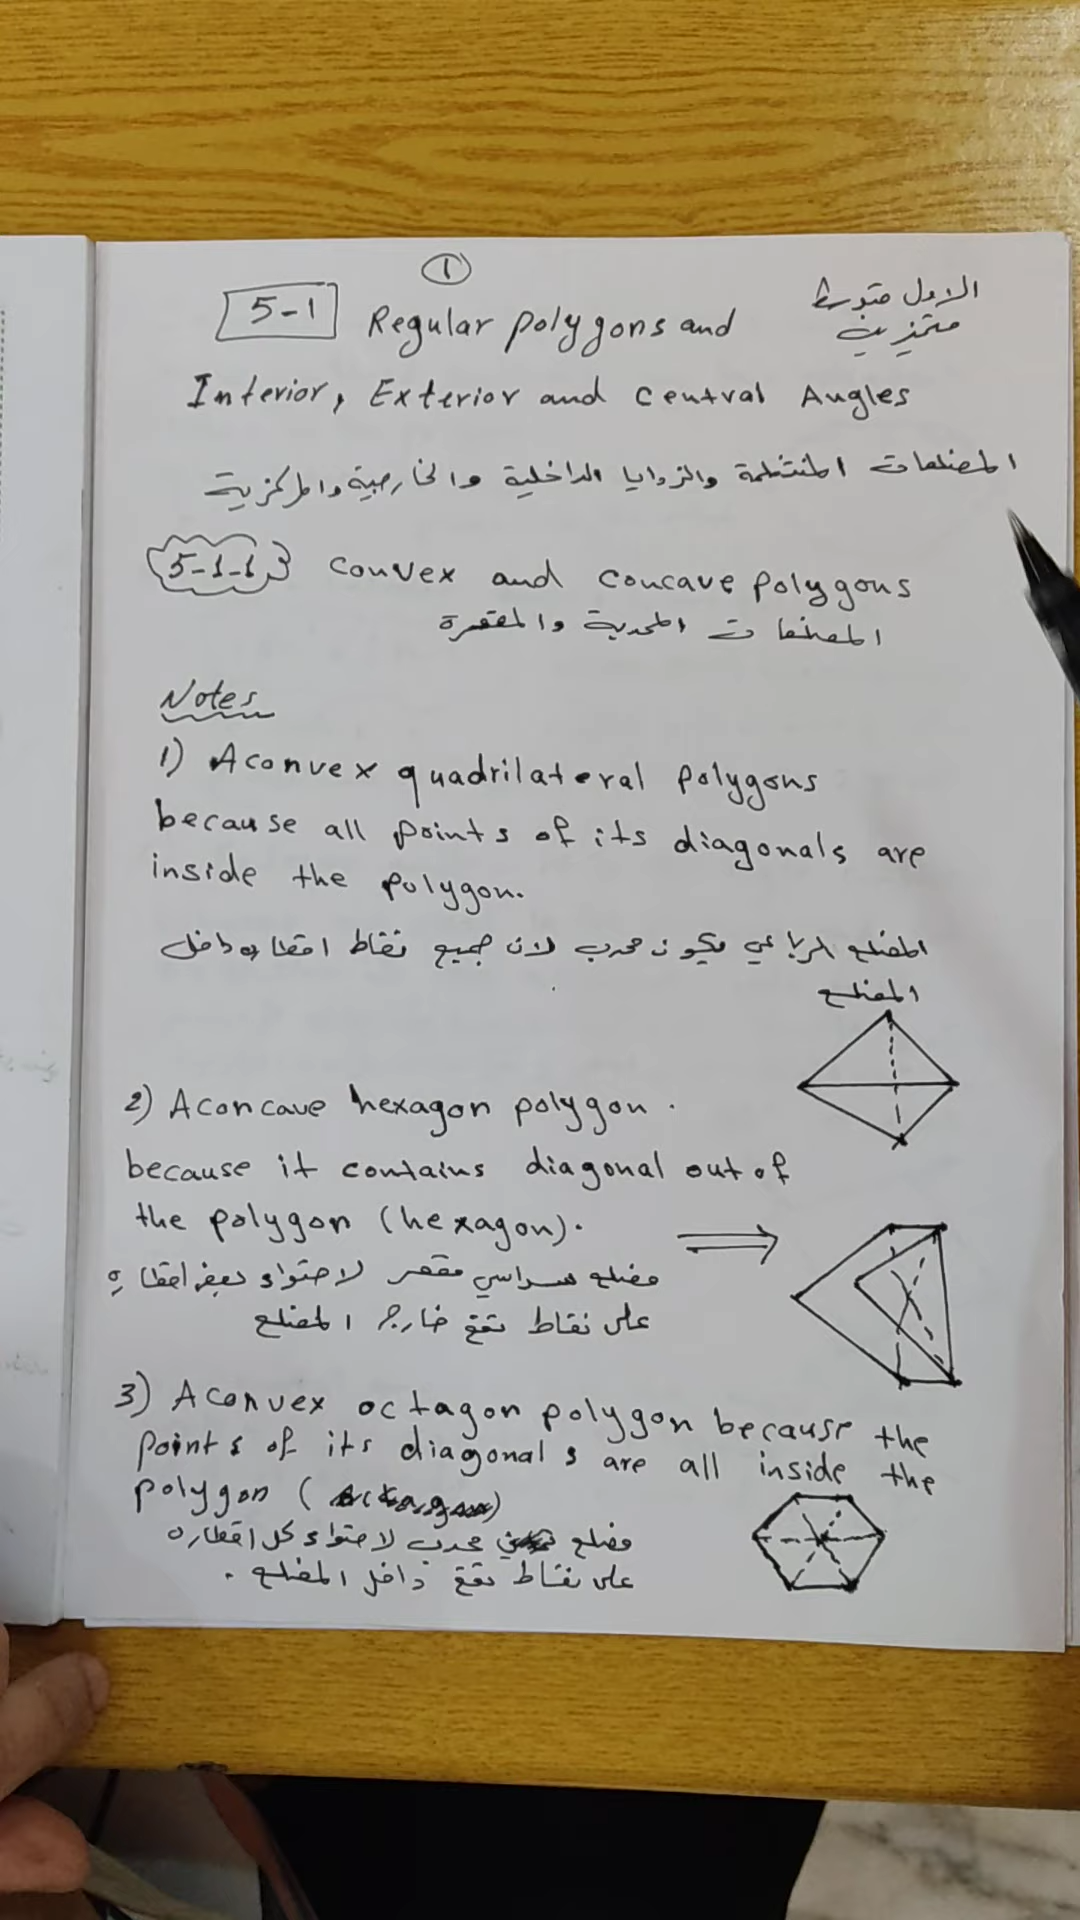 1
الاول متوسط
متميزين
5-1 Regular polygons and
Interior, Exterior and Central Angles
المضلعات المنتظمة والزوايا الداخلية والخارجية والمركزية
5-1-1 Convex and concave polygons
المضلعات المحدبة والمقعرة
Notes
1) A convex quadrilateral polygons
because all points of its diagonals are
inside the polygon.
المضلع الرباعي يكون محدب لان جميع نقاط اقطاره داخل
المضلع
2) A concave hexagon polygon.
because it contains diagonal out of
the polygon (hexagon).
مضلع سداسي مقعر لاحتواء بعض اقطاره
على نقاط تقع خارج المضلع
3) A convex octagon polygon because the
points of its diagonals are all inside the
polygon
مضلع محدب لاحتواء كل اقطاره
على نقاط تقع داخل المضلع.